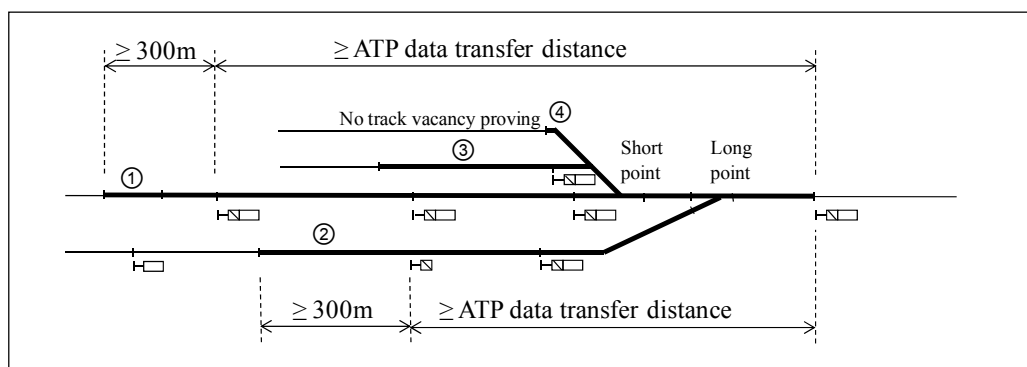 ≥ 300m
≥ ATP data transfer distance
No track vacancy proving
④
③
Short
point
Long
point
①
②
≥ 300m
≥ ATP data transfer distance